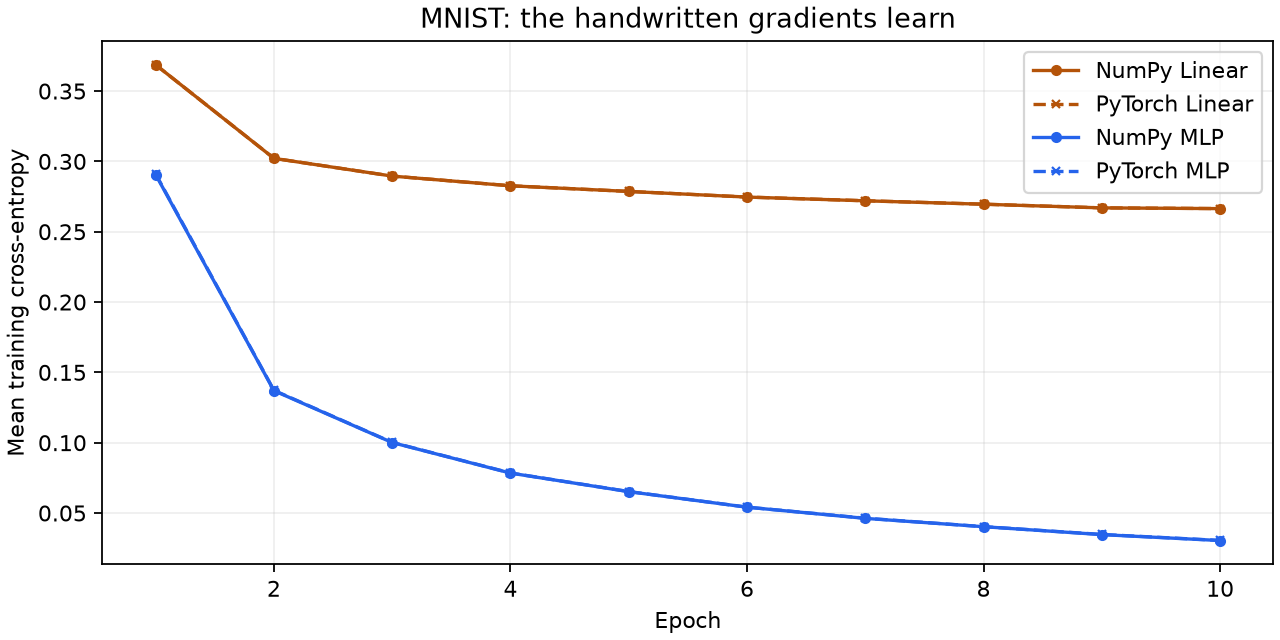 MNIST: the handwritten gradients learn
NumPy Linear
PyTorch Linear
NumPy MLP
PyTorch MLP
Mean training cross-entropy
0.35
0.30
0.25
0.20
0.15
0.10
0.05
2 4 6 8 10
Epoch